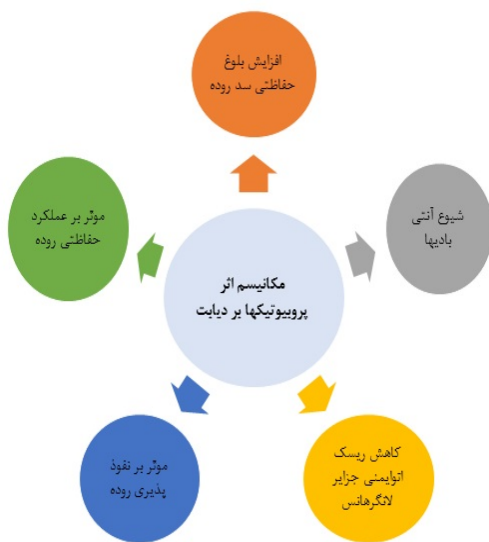 افزایش بلوغ
حفاظتی سد روده
شیوع آنتی
بادیها
موثر بر عملکرد
حفاظتی روده
مکانیسم اثر
پروبیوتیکها بر دیابت
کاهش ریسک
اتوایمنی جزایر
لانگرهانس
موثر بر نفوذ
پذیری روده